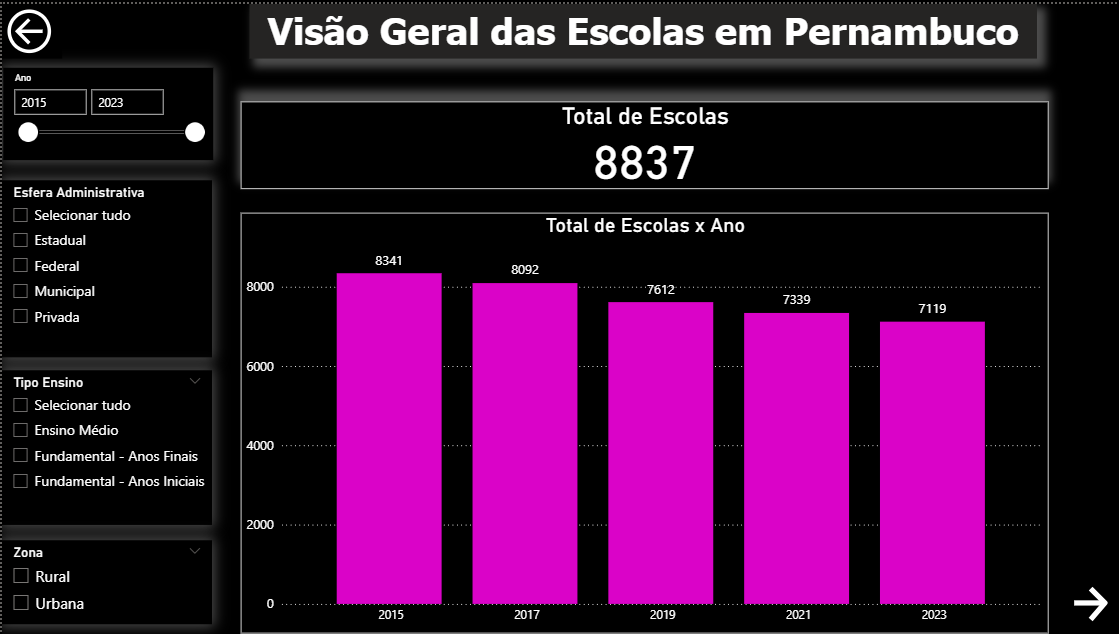 Visão Geral das Escolas em Pernambuco
Ano
2015 2023
Esfera Administrativa
Selecionar tudo
Estadual
Federal
Municipal
Privada
Tipo Ensino
Selecionar tudo
Ensino Médio
Fundamental - Anos Finais
Fundamental - Anos Iniciais
Zona
Rural
Urbana
Total de Escolas
8837
Total de Escolas x Ano
8341 8092 7612 7339 7119
8000
6000
4000
2000
0
2015 2017 2019 2021 2023